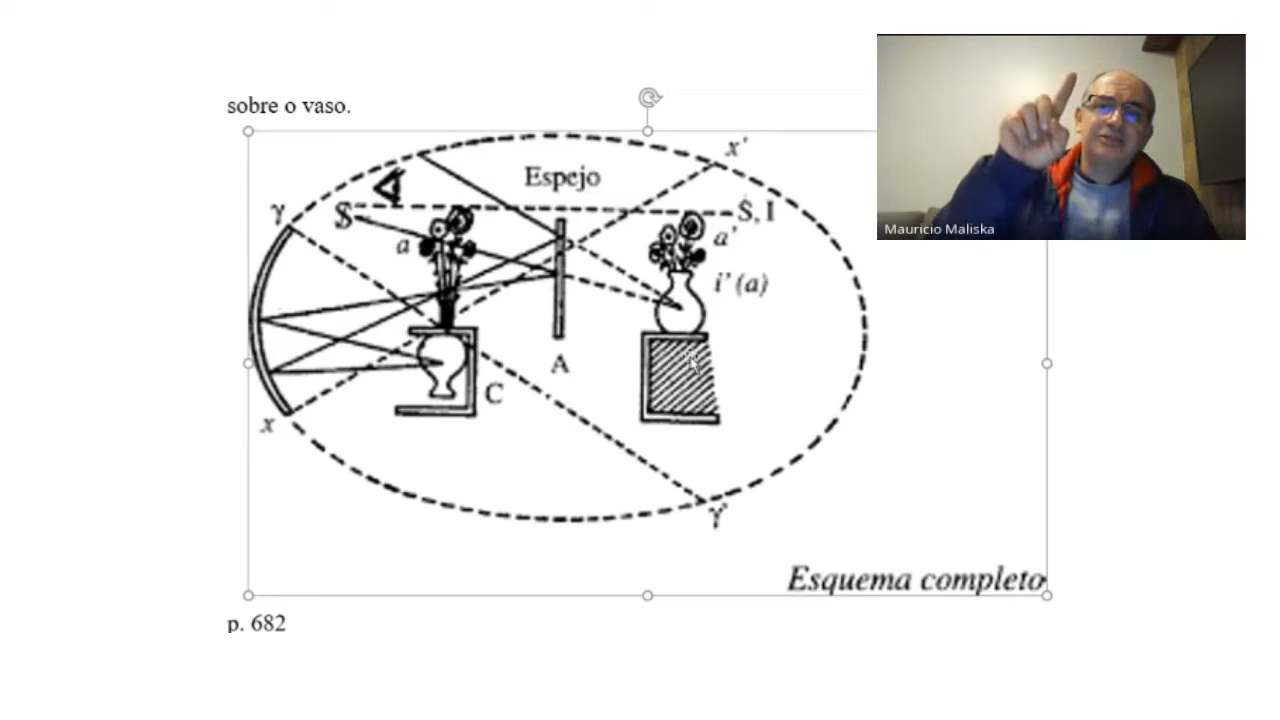 sobre o vaso.
Mauricio Maliska
x'
Espejo
γ
$
S, I
a
a'
i' (a)
A
C
x
γ'
Esquema completo
p. 682